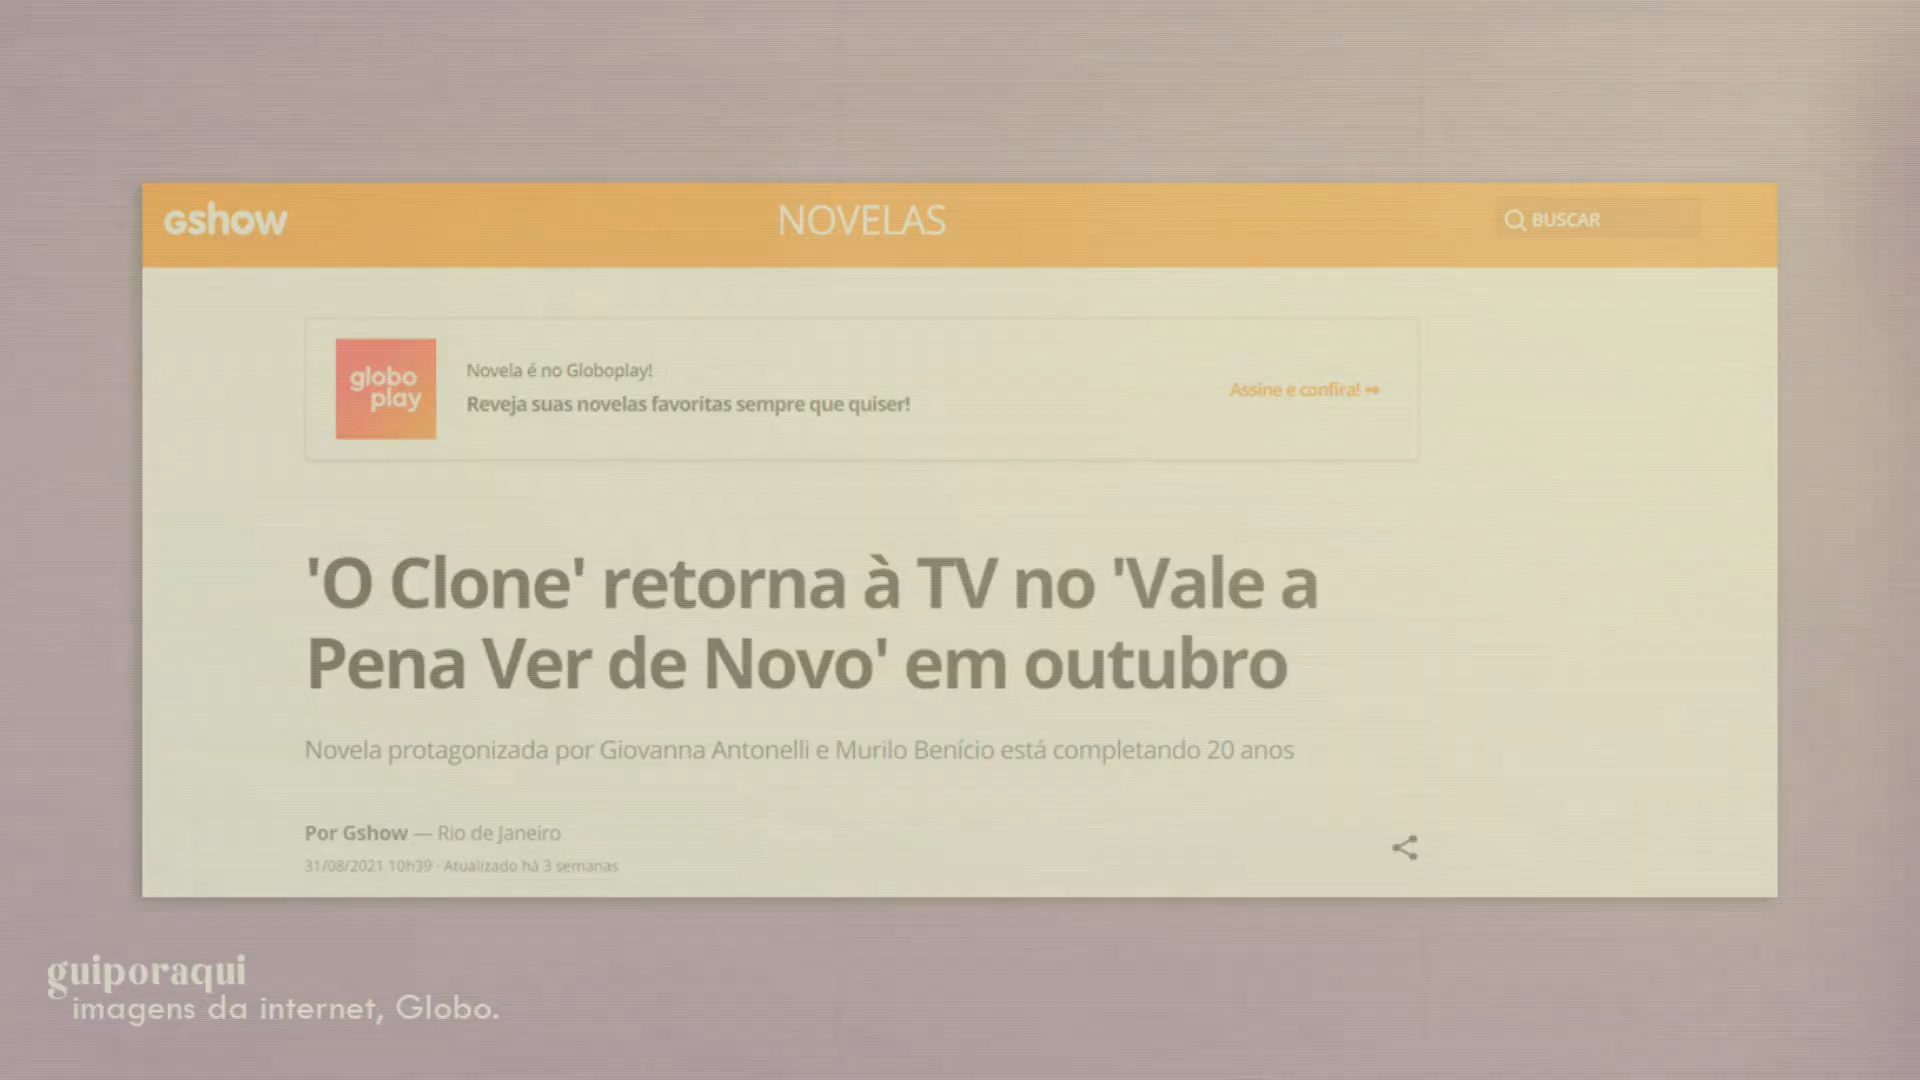 Gshow
NOVELAS
BUSCAR
globo
play
Novela é no Globoplay!
Reveja suas novelas favoritas sempre que quiser!
Assine e confira! ➡
'O Clone' retorna à TV no 'Vale a
Pena Ver de Novo' em outubro
Novela protagonizada por Giovanna Antonelli e Murilo Benício está completando 20 anos
Por Gshow — Rio de Janeiro
31/08/2021 10h39 · Atualizado há 3 semanas
guiporaqui
imagens da internet, Globo.